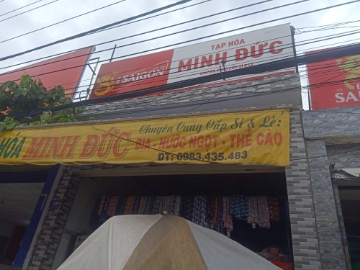 SAIGON
TẠP HÓA
MINH ĐỨC
HÓA MINH ĐỨC
Chuyên Cung Cấp Sỉ & Lẻ:
BIA - NƯỚC NGỌT - THẺ CÀO
ĐT: 0983.435.493